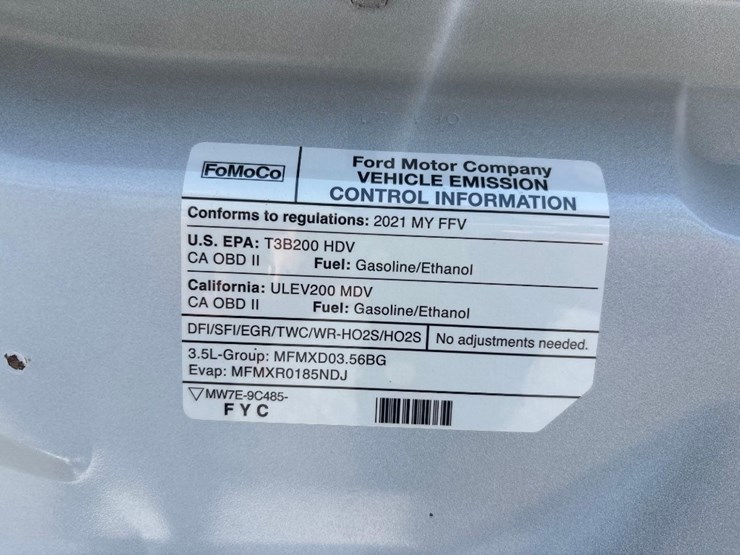 FoMoCo
Ford Motor Company
VEHICLE EMISSION
CONTROL INFORMATION
Conforms to regulations: 2021 MY FFV
U.S. EPA: T3B200 HDV
CA OBD II Fuel: Gasoline/Ethanol
California: ULEV200 MDV
CA OBD II Fuel: Gasoline/Ethanol
DFI/SFI/EGR/TWC/WR-HO2S/HO2S No adjustments needed.
3.5L-Group: MFMXD03.56BG
Evap: MFMXR0185NDJ
MW7E-9C485-
F Y C